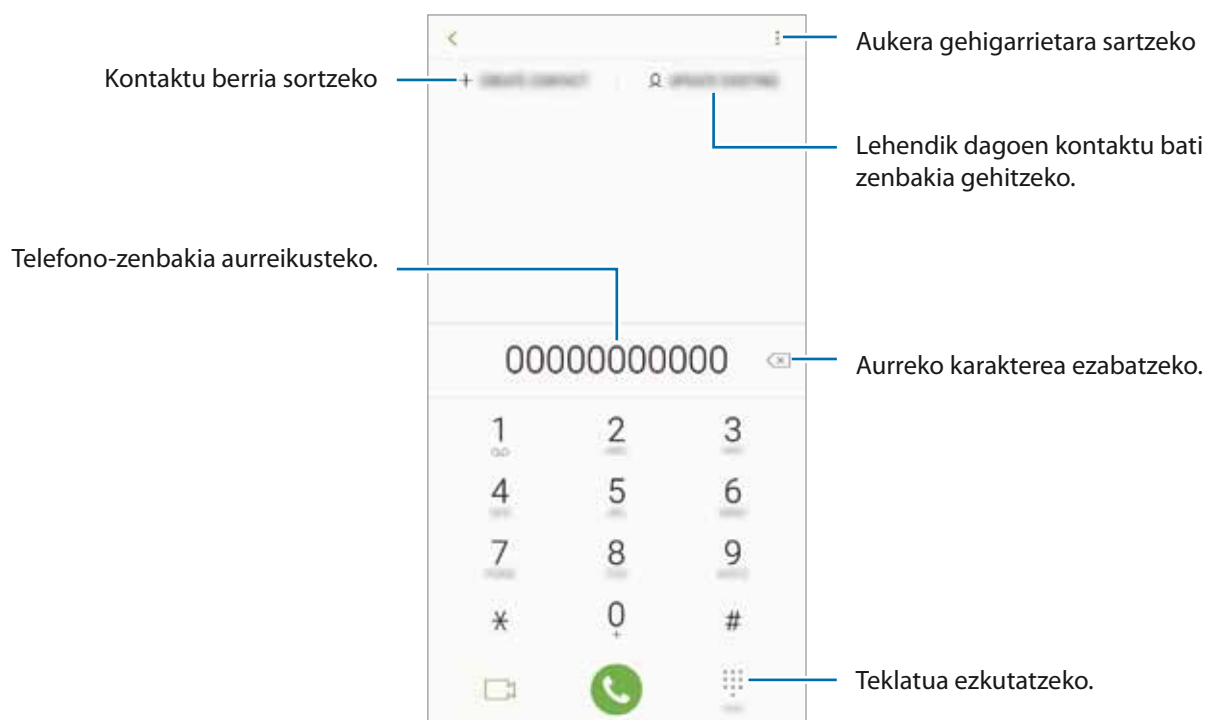 Aukera gehigarrietara sartzeko
Kontaktu berria sortzeko
Lehendik dagoen kontaktu bati
zenbakia gehitzeko.
Telefono-zenbakia aurreikusteko.
00000000000
Aurreko karakterea ezabatzeko.
1 2 3
4 5 6
7 8 9
* 0 #
+
Teklatua ezkutatzeko.